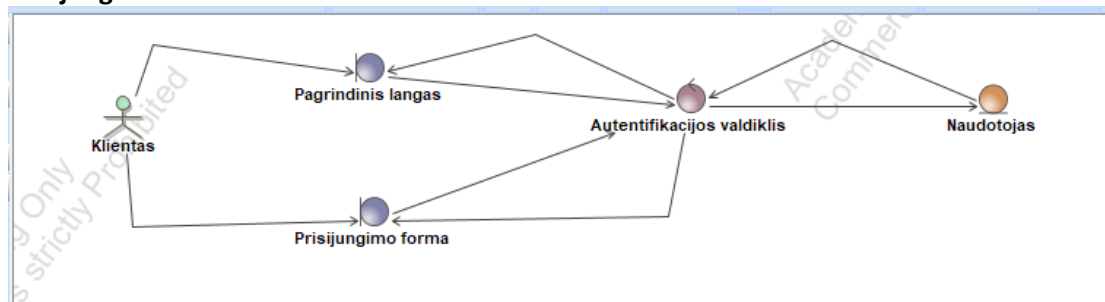 Pagrindinis langas
Klientas
Autentifikacijos valdiklis
Naudotojas
Prisijungimo forma